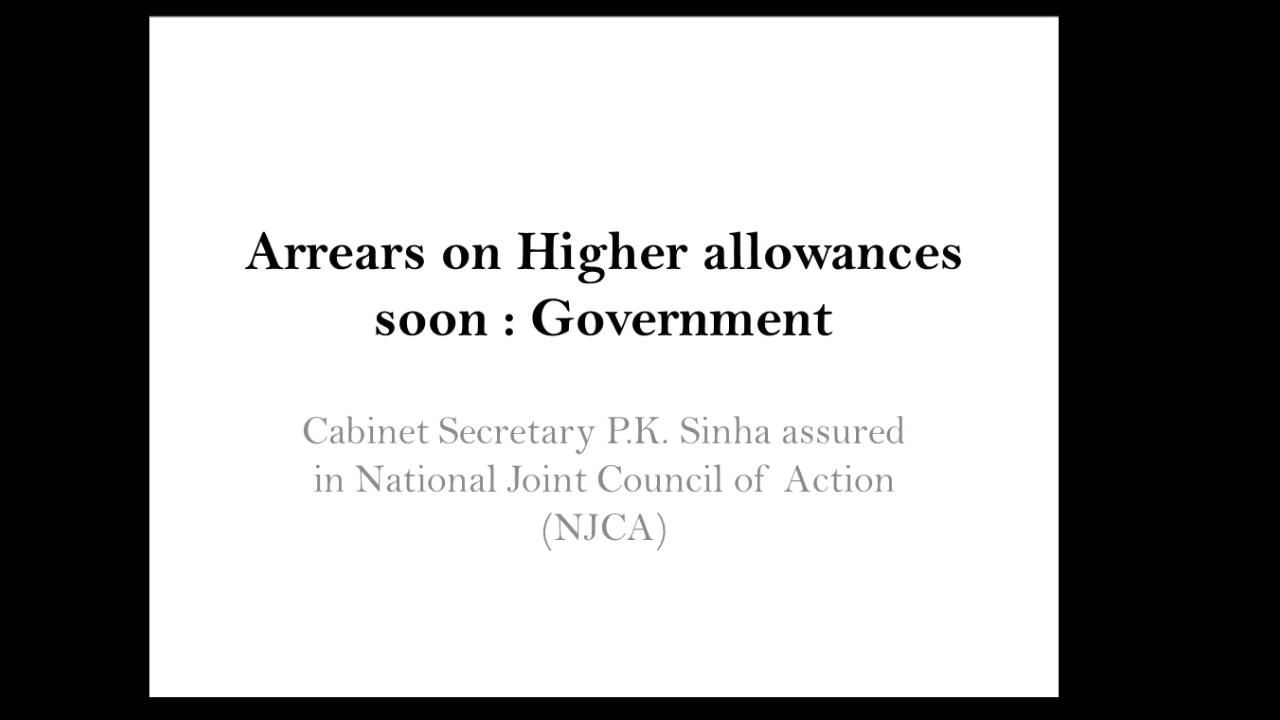 Arrears on Higher allowances
soon : Government
Cabinet Secretary P.K. Sinha assured
in National Joint Council of Action
(NJCA)